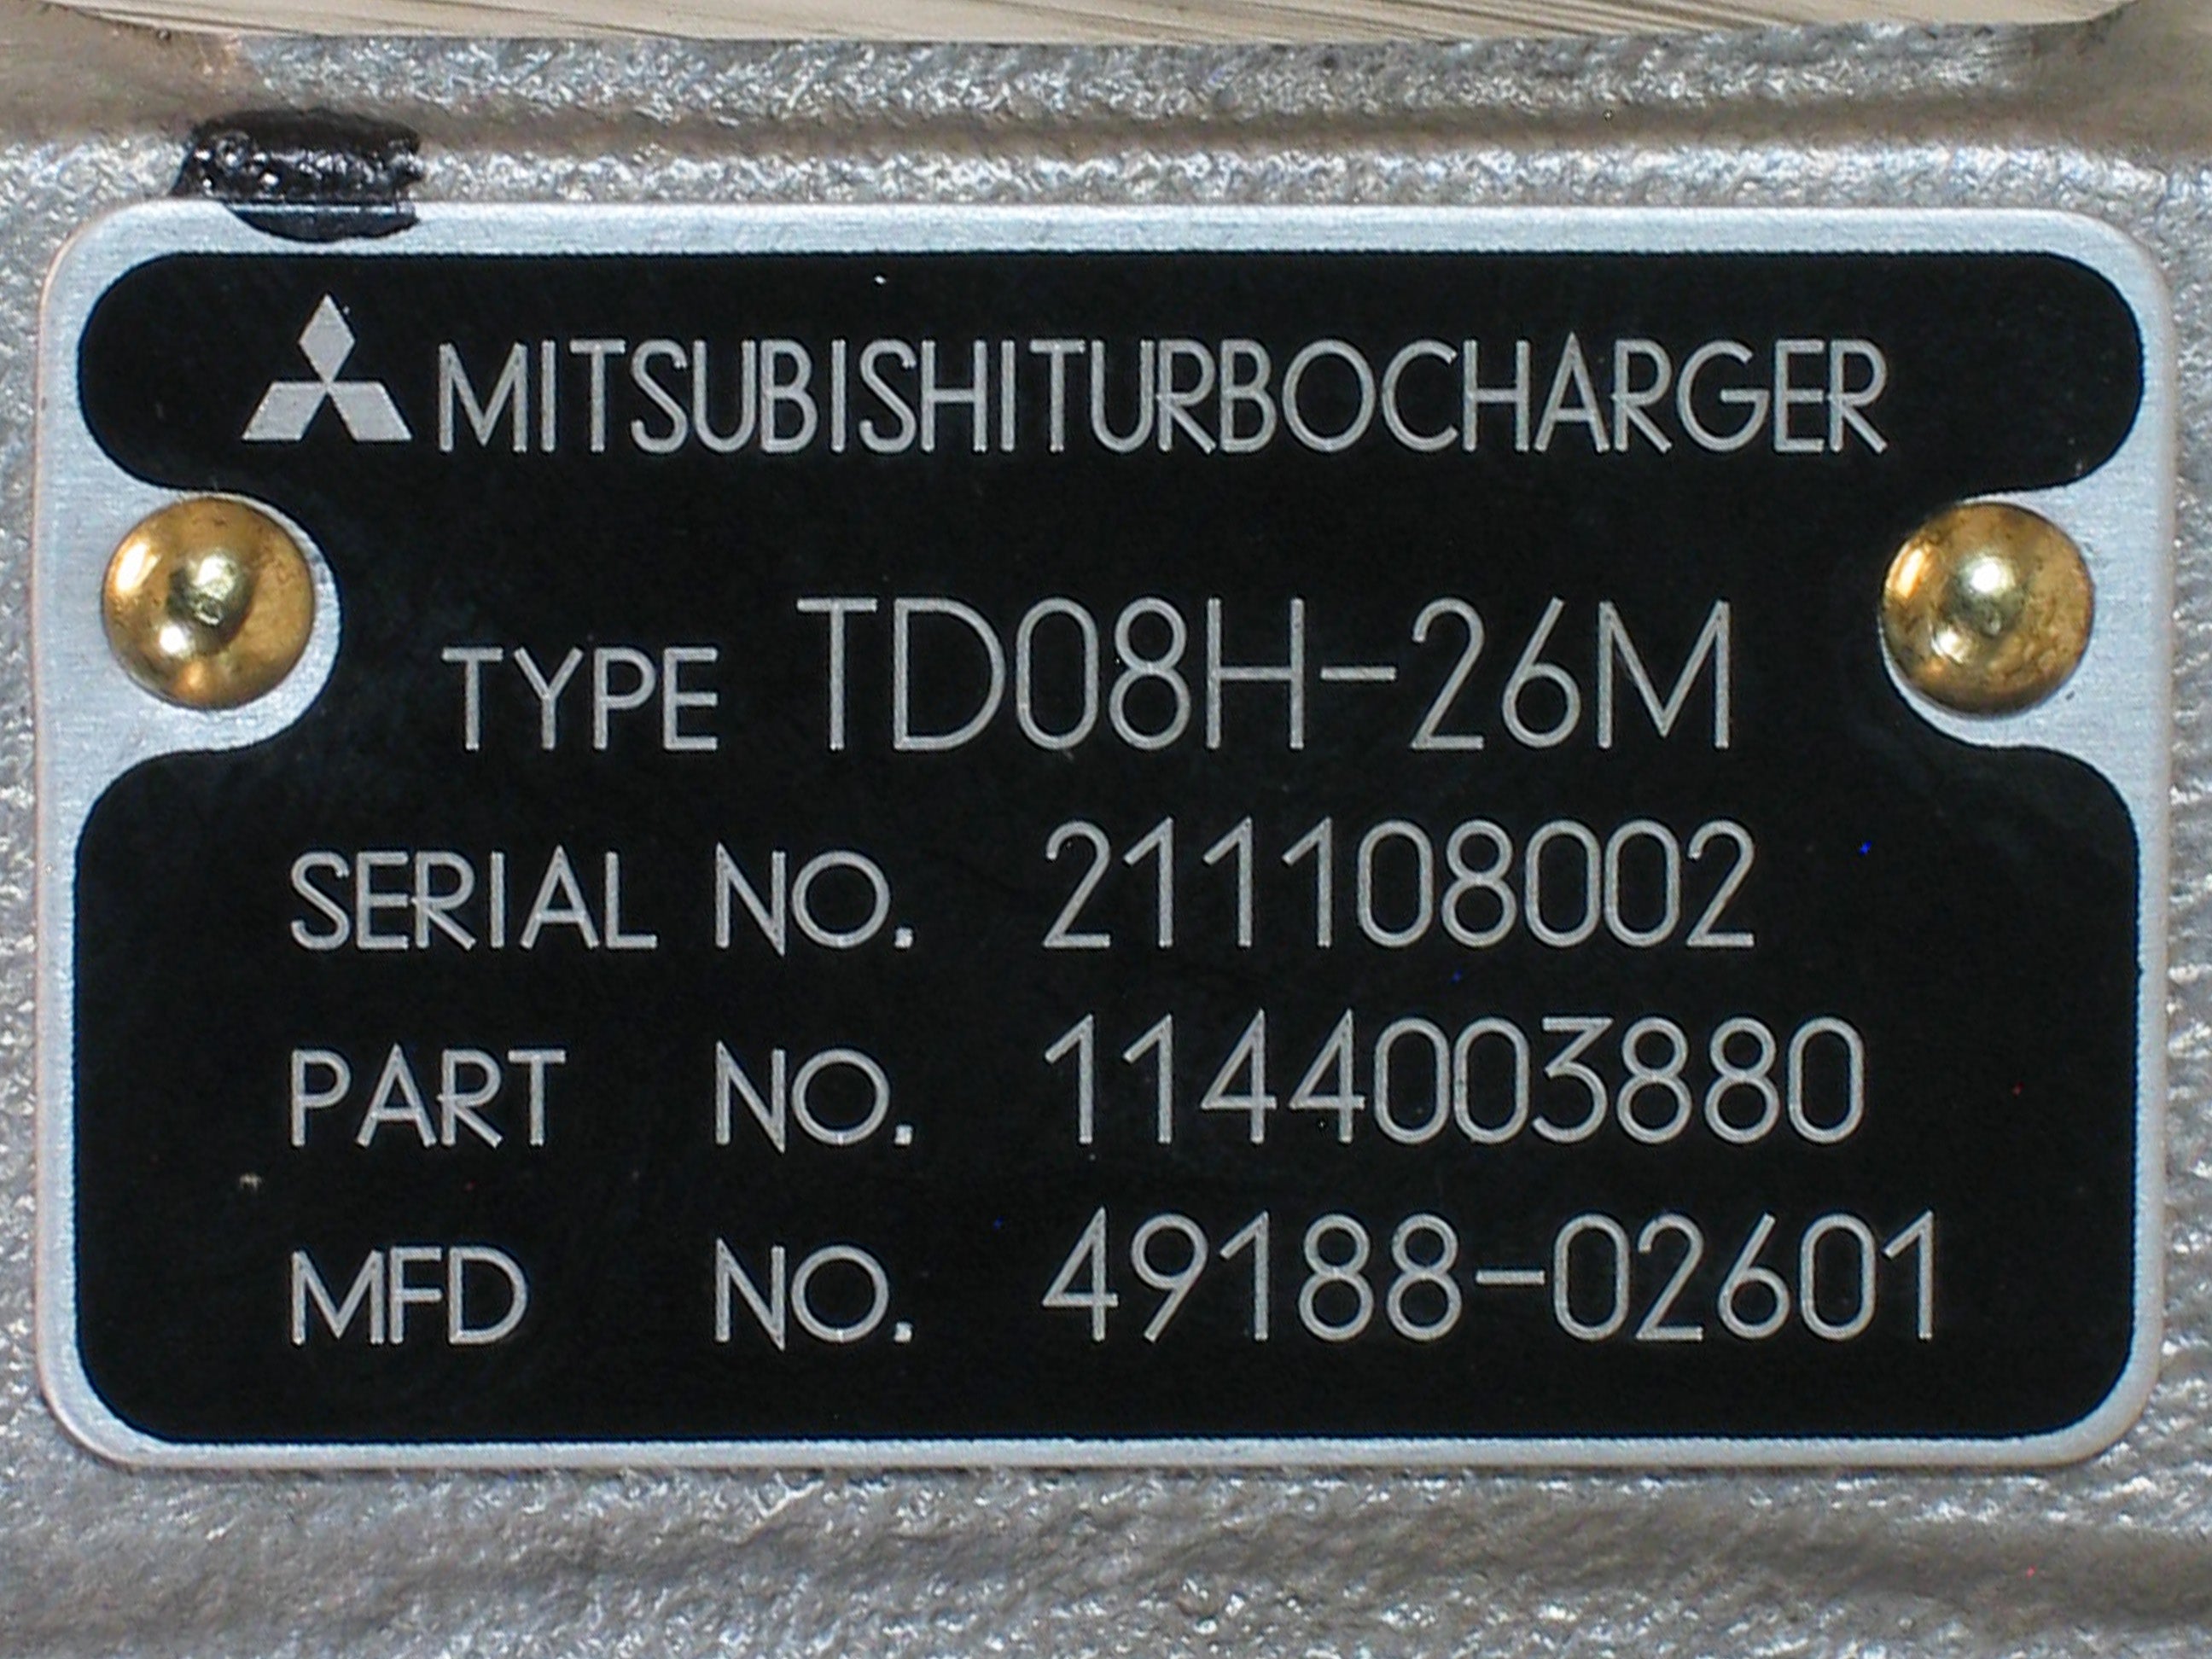 MITSUBISHITURBOCHARGER
TYPE TD08H-26M
SERIAL NO. 211108002
PART NO. 1144003880
MFD NO. 49188-02601